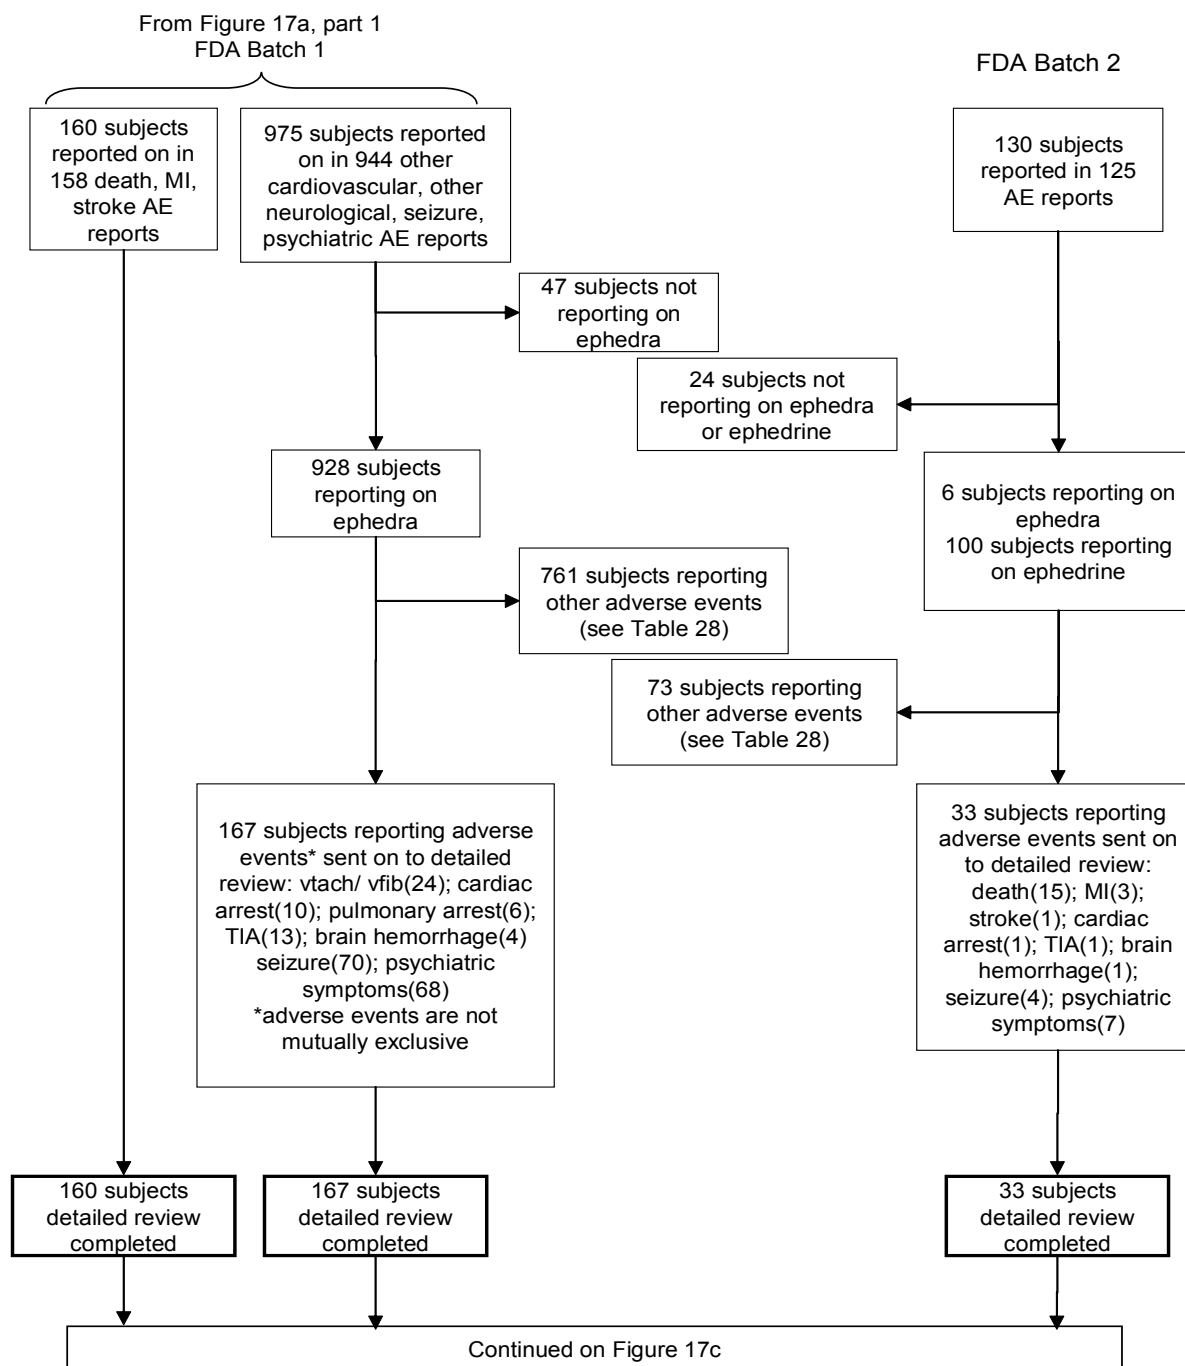 From Figure 17a, part 1
FDA Batch 1
FDA Batch 2
160 subjects
reported on in
158 death, MI,
stroke AE
reports
975 subjects reported
on in 944 other
cardiovascular, other
neurological, seizure,
psychiatric AE reports
130 subjects
reported in 125
AE reports
47 subjects not
reporting on
ephedra
24 subjects not
reporting on ephedra
or ephedrine
928 subjects
reporting on
ephedra
6 subjects reporting on
ephedra
100 subjects reporting
on ephedrine
761 subjects reporting
other adverse events
(see Table 28)
73 subjects reporting
other adverse events
(see Table 28)
167 subjects reporting adverse
events* sent on to detailed
review: vtach/ vfib(24); cardiac
arrest(10); pulmonary arrest(6);
TIA(13); brain hemorrhage(4)
seizure(70); psychiatric
symptoms(68)
*adverse events are not
mutually exclusive
33 subjects reporting
adverse events sent on
to detailed review:
death(15); MI(3);
stroke(1); cardiac
arrest(1); TIA(1); brain
hemorrhage(1);
seizure(4); psychiatric
symptoms(7)
160 subjects
detailed review
completed
167 subjects
detailed review
completed
33 subjects
detailed review
completed
Continued on Figure 17c